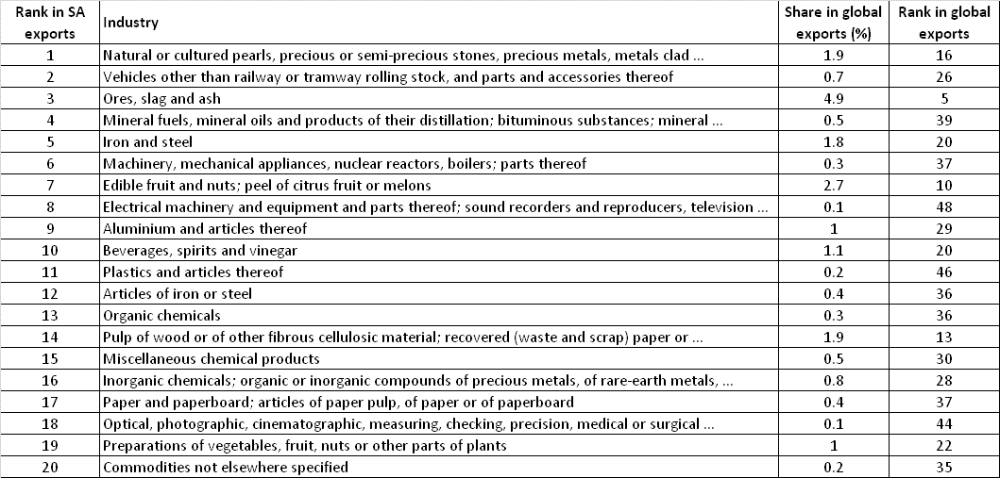 Rank in SA exports Industry Share in global exports (%) Rank in global exports
1 Natural or cultured pearls, precious or semi-precious stones, precious metals, metals clad ... 1.9 16
2 Vehicles other than railway or tramway rolling stock, and parts and accessories thereof 0.7 26
3 Ores, slag and ash 4.9 5
4 Mineral fuels, mineral oils and products of their distillation; bituminous substances; mineral ... 0.5 39
5 Iron and steel 1.8 20
6 Machinery, mechanical appliances, nuclear reactors, boilers; parts thereof 0.3 37
7 Edible fruit and nuts; peel of citrus fruit or melons 2.7 10
8 Electrical machinery and equipment and parts thereof; sound recorders and reproducers, television ... 0.1 48
9 Aluminium and articles thereof 1 29
10 Beverages, spirits and vinegar 1.1 20
11 Plastics and articles thereof 0.2 46
12 Articles of iron or steel 0.4 36
13 Organic chemicals 0.3 36
14 Pulp of wood or of other fibrous cellulosic material; recovered (waste and scrap) paper or ... 1.9 13
15 Miscellaneous chemical products 0.5 30
16 Inorganic chemicals; organic or inorganic compounds of precious metals, of rare-earth metals, ... 0.8 28
17 Paper and paperboard; articles of paper pulp, of paper or of paperboard 0.4 37
18 Optical, photographic, cinematographic, measuring, checking, precision, medical or surgical ... 0.1 44
19 Preparations of vegetables, fruit, nuts or other parts of plants 1 22
20 Commodities not elsewhere specified 0.2 35